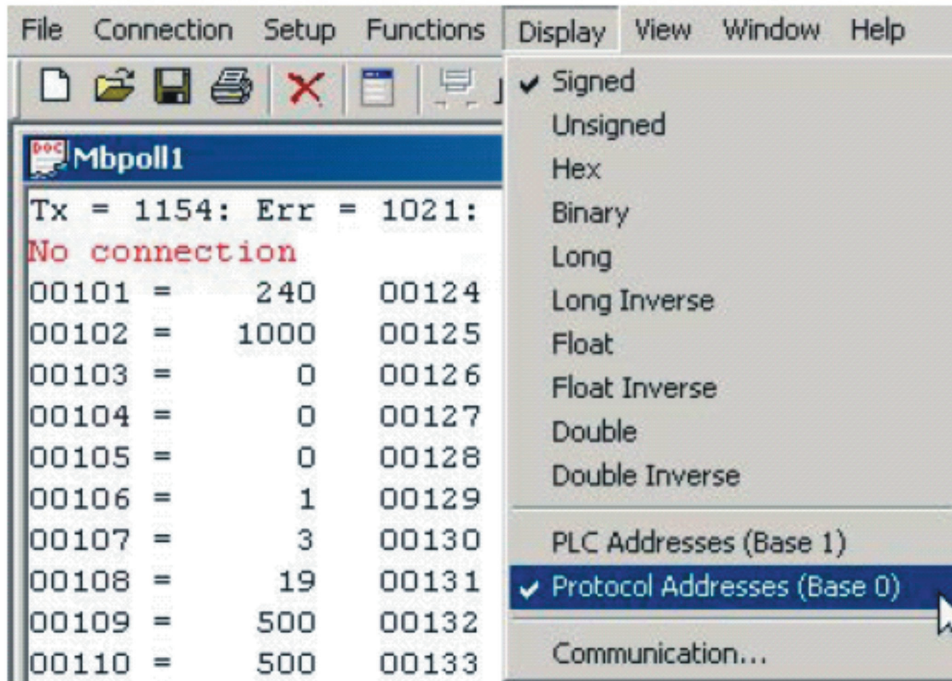 File Connection Setup Functions Display View Window Help
Signed
Unsigned
Hex
Binary
Long
Long Inverse
Float
Float Inverse
Double
Double Inverse
PLC Addresses (Base 1)
Protocol Addresses (Base 0)
Communication...
DOC
Mbpoll1
Tx = 1154: Err = 1021:
No connection
00101 = 240 00124
00102 = 1000 00125
00103 = 0 00126
00104 = 0 00127
00105 = 0 00128
00106 = 1 00129
00107 = 3 00130
00108 = 19 00131
00109 = 500 00132
00110 = 500 00133